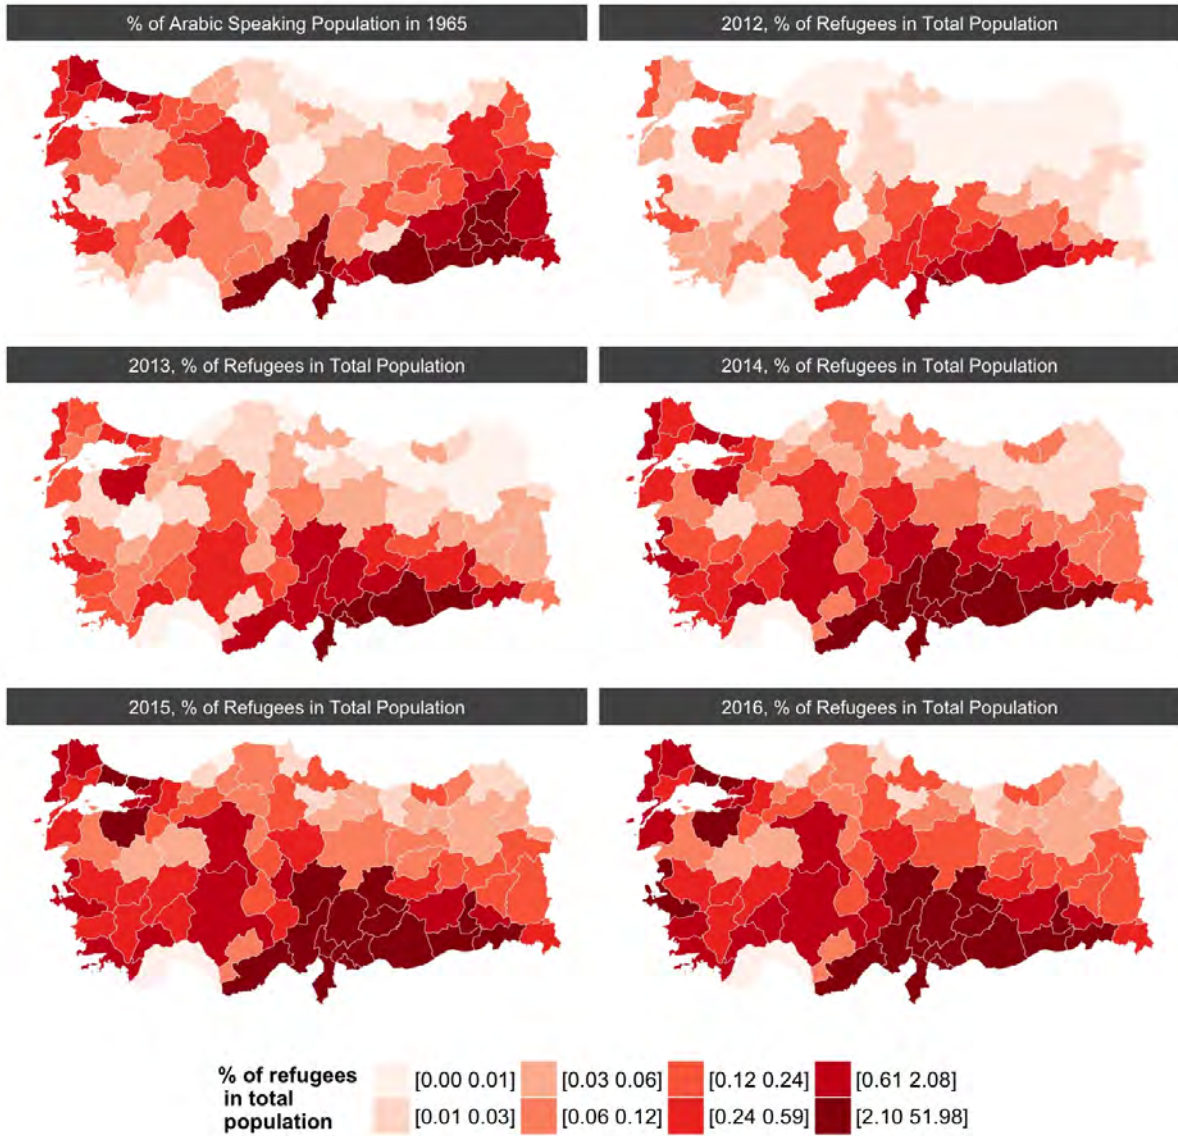 % of Arabic Speaking Population in 1965
2012, % of Refugees in Total Population
2013, % of Refugees in Total Population
2014, % of Refugees in Total Population
2015, % of Refugees in Total Population
2016, % of Refugees in Total Population
% of refugees
in total
population
[0.00 0.01]
[0.03 0.06]
[0.12 0.24]
[0.61 2.08]
[0.01 0.03]
[0.06 0.12]
[0.24 0.59]
[2.10 51.98]